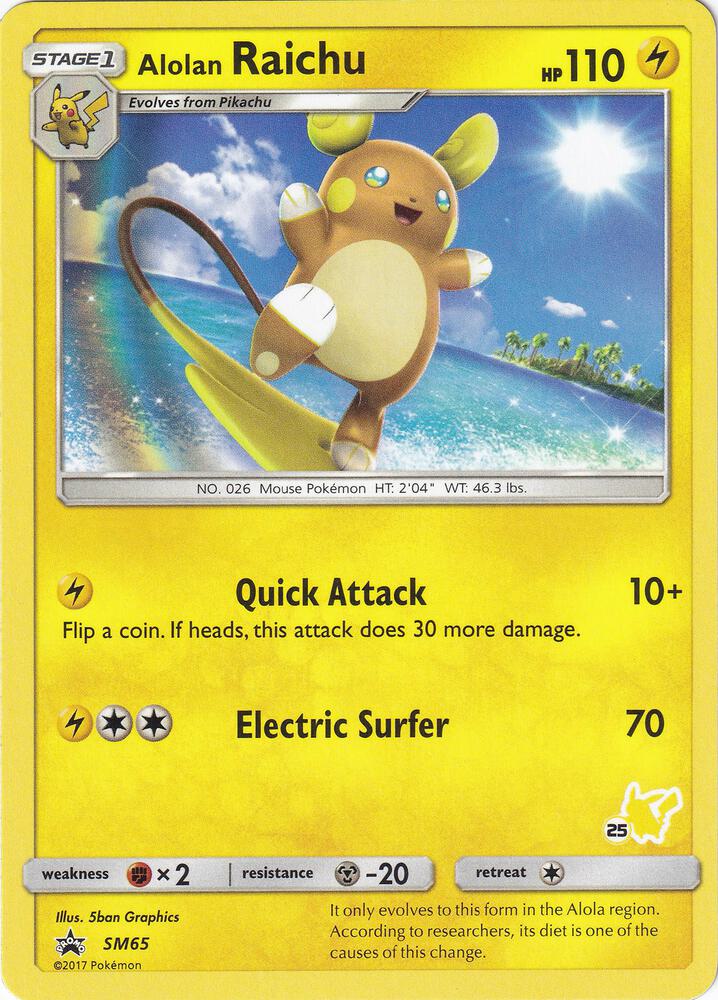 STAGE1
Alolan Raichu
HP110
Evolves from Pikachu
NO. 026 Mouse Pokémon HT: 2'04" WT: 46.3 lbs.
Quick Attack 10+
Flip a coin. If heads, this attack does 30 more damage.
Electric Surfer 70
25
weakness ×2 resistance -20 retreat
Illus. 5ban Graphics
PROMO SM65
©2017 Pokémon
It only evolves to this form in the Alola region.
According to researchers, its diet is one of the
causes of this change.